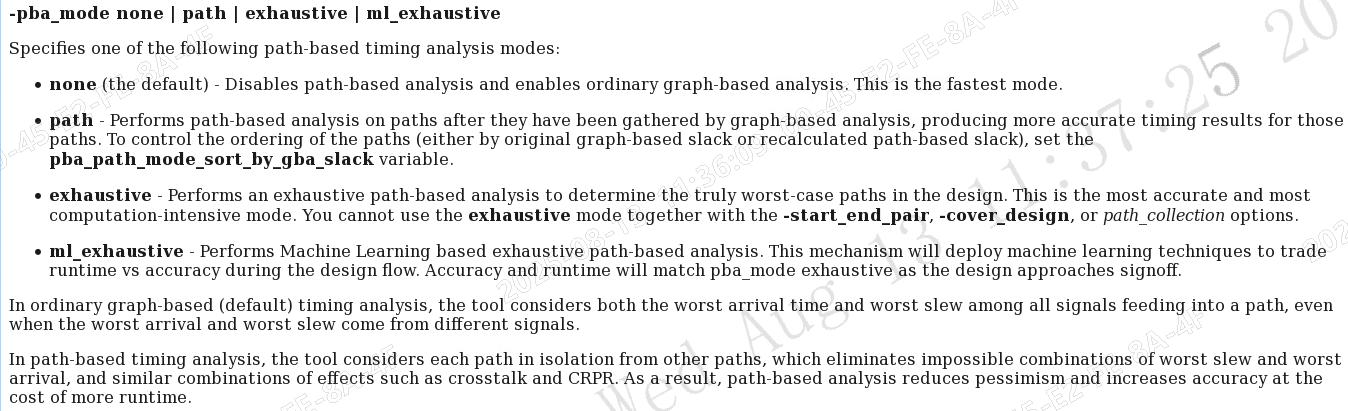 -pba_mode none | path | exhaustive | ml_exhaustive
Specifies one of the following path-based timing analysis modes:
• none (the default) - Disables path-based analysis and enables ordinary graph-based analysis. This is the fastest mode.
• path - Performs path-based analysis on paths after they have been gathered by graph-based analysis, producing more accurate timing results for those
paths. To control the ordering of the paths (either by original graph-based slack or recalculated path-based slack), set the
pba_path_mode_sort_by_gba_slack variable.
• exhaustive - Performs an exhaustive path-based analysis to determine the truly worst-case paths in the design. This is the most accurate and most
computation-intensive mode. You cannot use the exhaustive mode together with the -start_end_pair, -cover_design, or path_collection options.
• ml_exhaustive - Performs Machine Learning based exhaustive path-based analysis. This mechanism will deploy machine learning techniques to trade
runtime vs accuracy during the design flow. Accuracy and runtime will match pba_mode exhaustive as the design approaches signoff.
In ordinary graph-based (default) timing analysis, the tool considers both the worst arrival time and worst slew among all signals feeding into a path, even
when the worst arrival and worst slew come from different signals.
In path-based timing analysis, the tool considers each path in isolation from other paths, which eliminates impossible combinations of worst slew and worst
arrival, and similar combinations of effects such as crosstalk and CRPR. As a result, path-based analysis reduces pessimism and increases accuracy at the
cost of more runtime.
Wed Aug 13 11:37:25 20